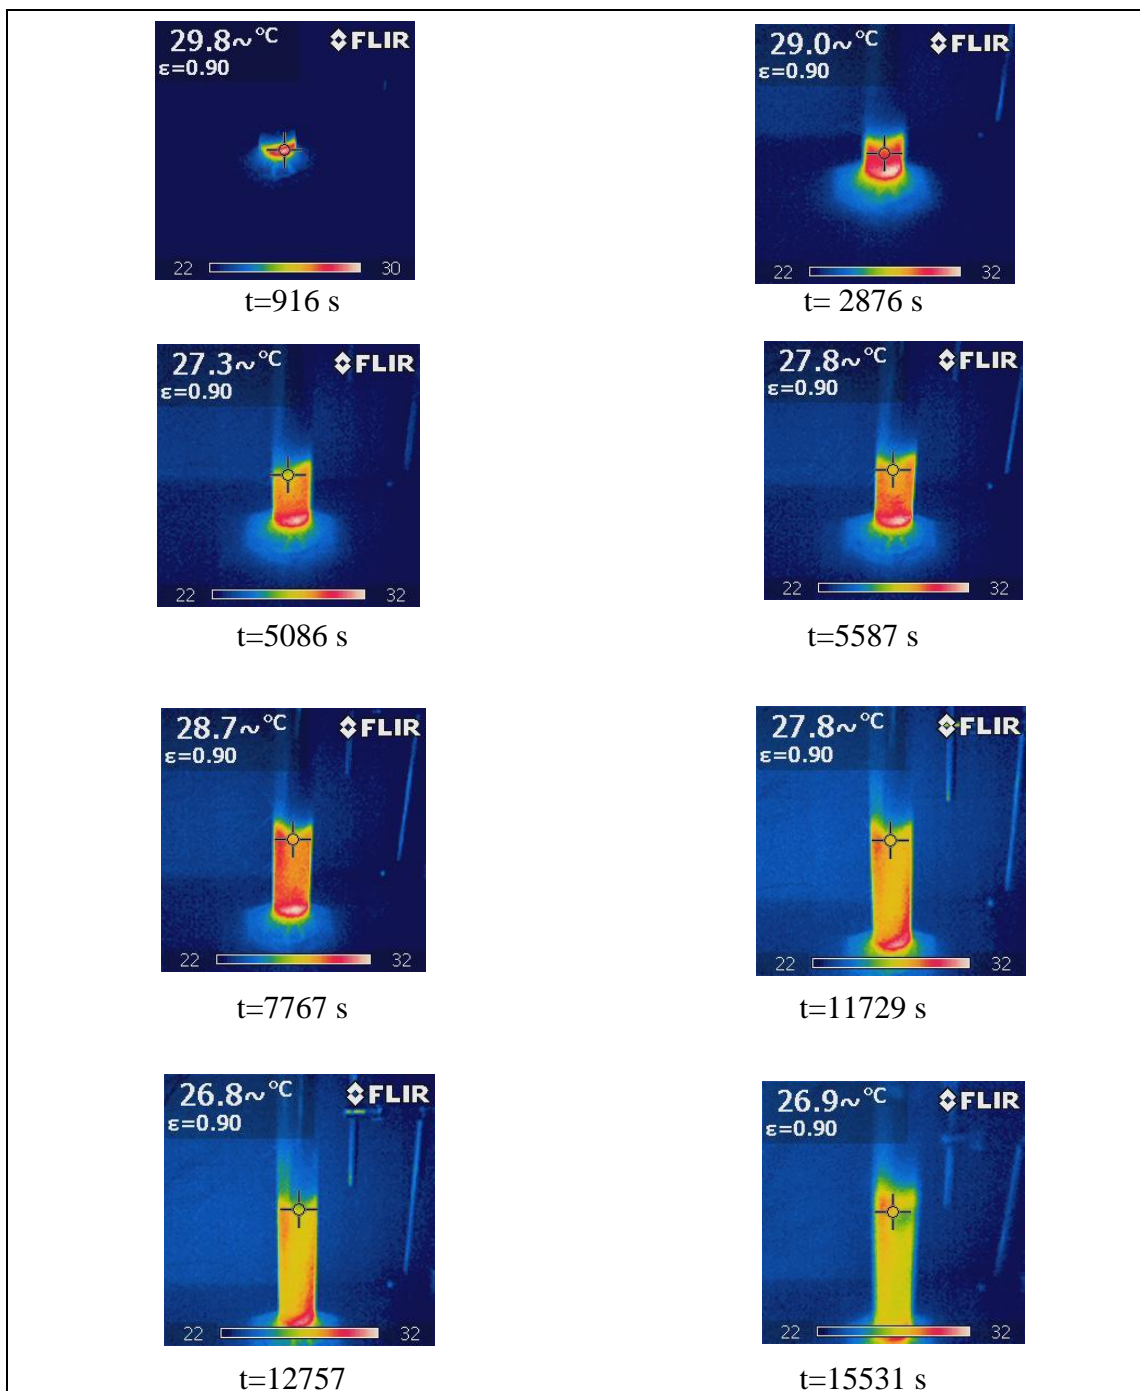 29.8~°C FLIR
ε=0.90
22 30
t=916 s
29.0~°C FLIR
ε=0.90
22 32
t= 2876 s
27.3~°C FLIR
ε=0.90
22 32
t=5086 s
27.8~°C FLIR
ε=0.90
22 32
t=5587 s
28.7~°C FLIR
ε=0.90
22 32
t=7767 s
27.8~°C FLIR
ε=0.90
22 32
t=11729 s
26.8~°C FLIR
ε=0.90
22 32
t=12757
26.9~°C FLIR
ε=0.90
22 32
t=15531 s